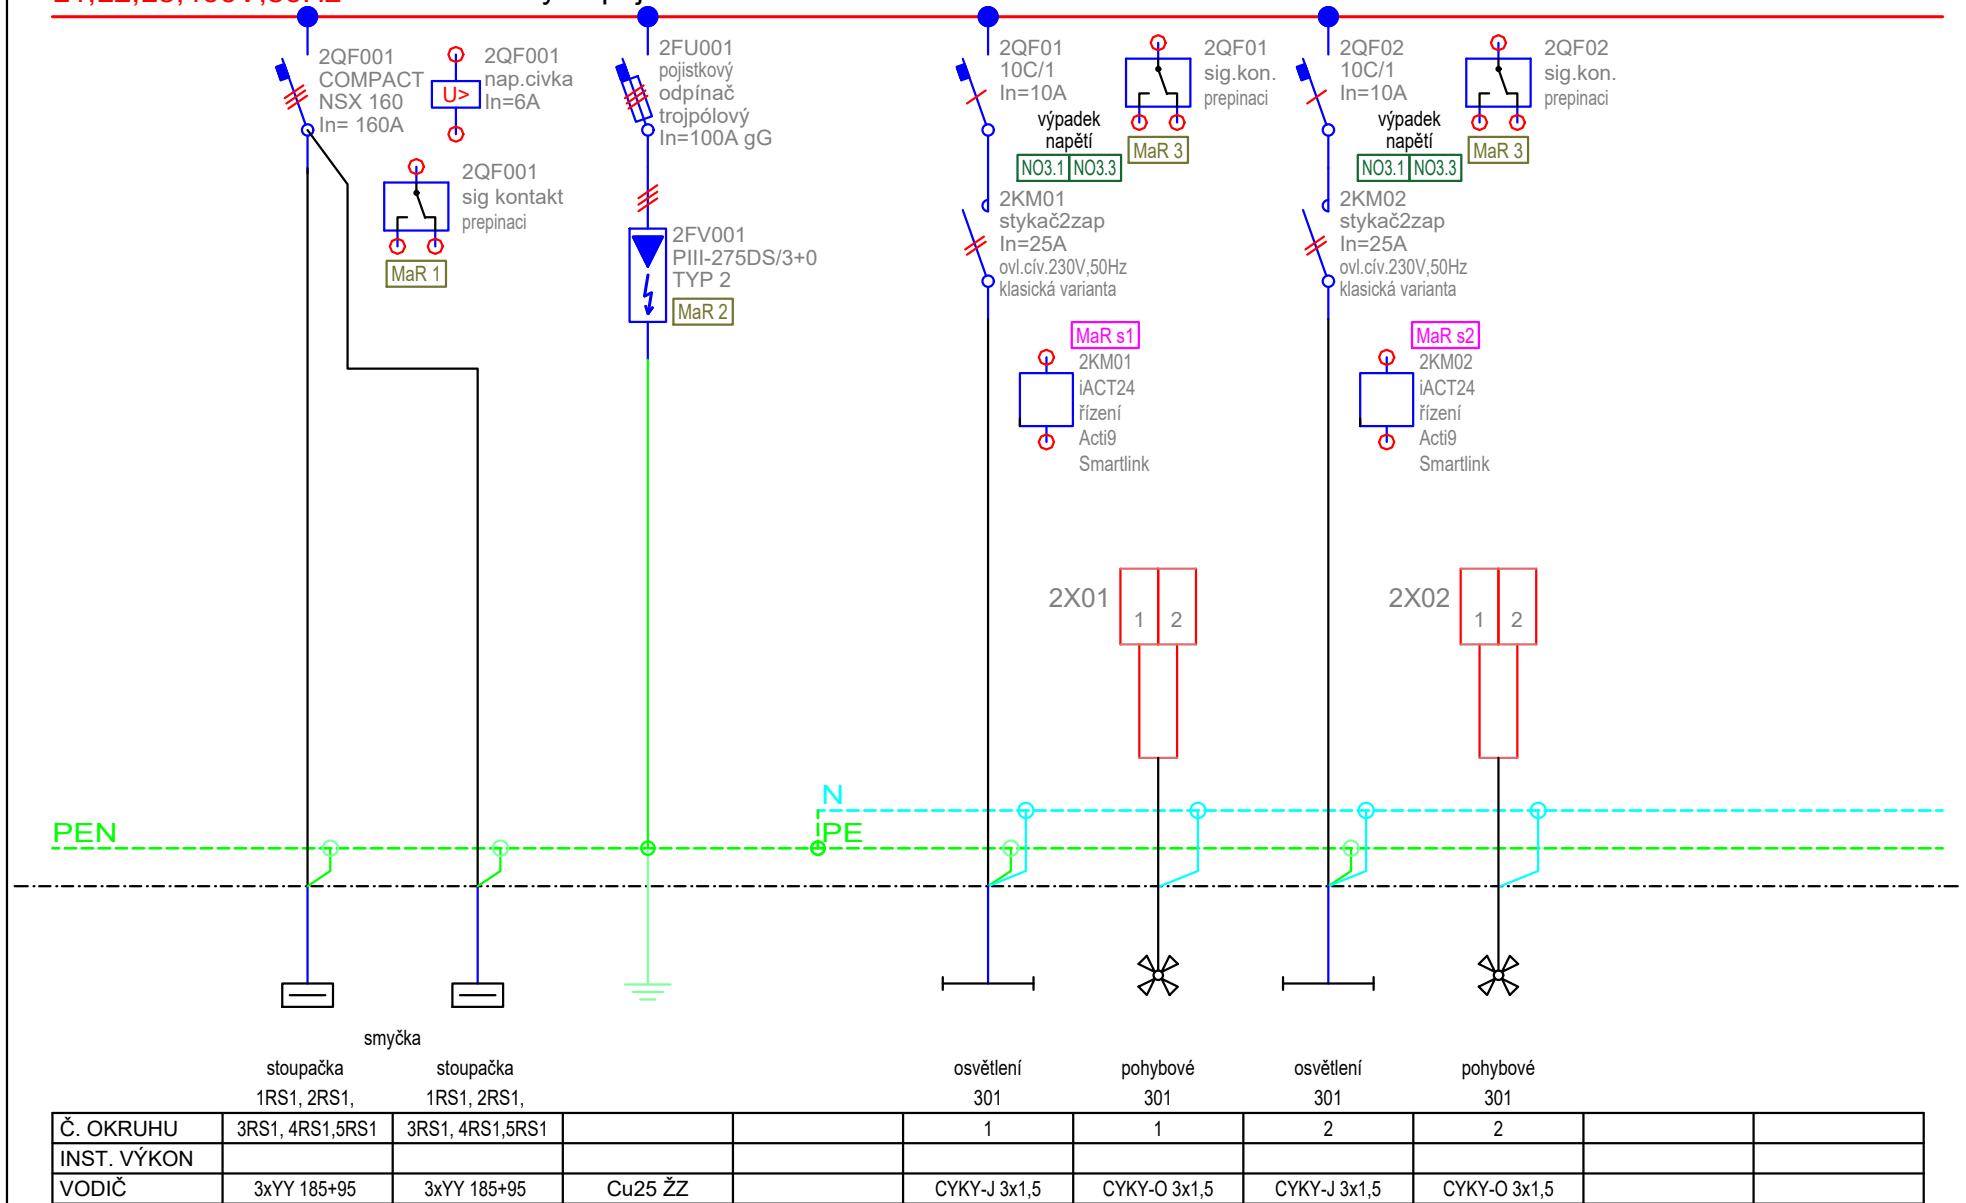 2QF001
COMPACT
NSX 160
In= 160A
2QF001
nap.civka
In=6A
U>
2QF001
sig kontakt
prepinaci
MaR 1
2FU001
pojistkový
odpínač
trojpólový
In=100A gG
2FV001
PIII-275DS/3+0
TYP 2
MaR 2
2QF01
10C/1
In=10A
výpadek
napětí
NO3.1 NO3.3
2QF01
sig.kon.
prepinaci
MaR 3
2KM01
stykač2zap
In=25A
ovl.cív.230V,50Hz
klasická varianta
MaR s1
2KM01
iACT24
řízení
Acti9
Smartlink
2X01
1 2
2QF02
10C/1
In=10A
výpadek
napětí
NO3.1 NO3.3
2QF02
sig.kon.
prepinaci
MaR 3
2KM02
stykač2zap
In=25A
ovl.cív.230V,50Hz
klasická varianta
MaR s2
2KM02
iACT24
řízení
Acti9
Smartlink
2X02
1 2
N
PEN
PE
smyčka
stoupačka stoupačka osvětlení pohybové osvětlení pohybové
1RS1, 2RS1, 1RS1, 2RS1, 301 301 301 301
Č. OKRUHU 3RS1, 4RS1,5RS1 3RS1, 4RS1,5RS1 1 1 2 2
INST. VÝKON
VODIČ 3xYY 185+95 3xYY 185+95 Cu25 ŽZ CYKY-J 3x1,5 CYKY-O 3x1,5 CYKY-J 3x1,5 CYKY-O 3x1,5